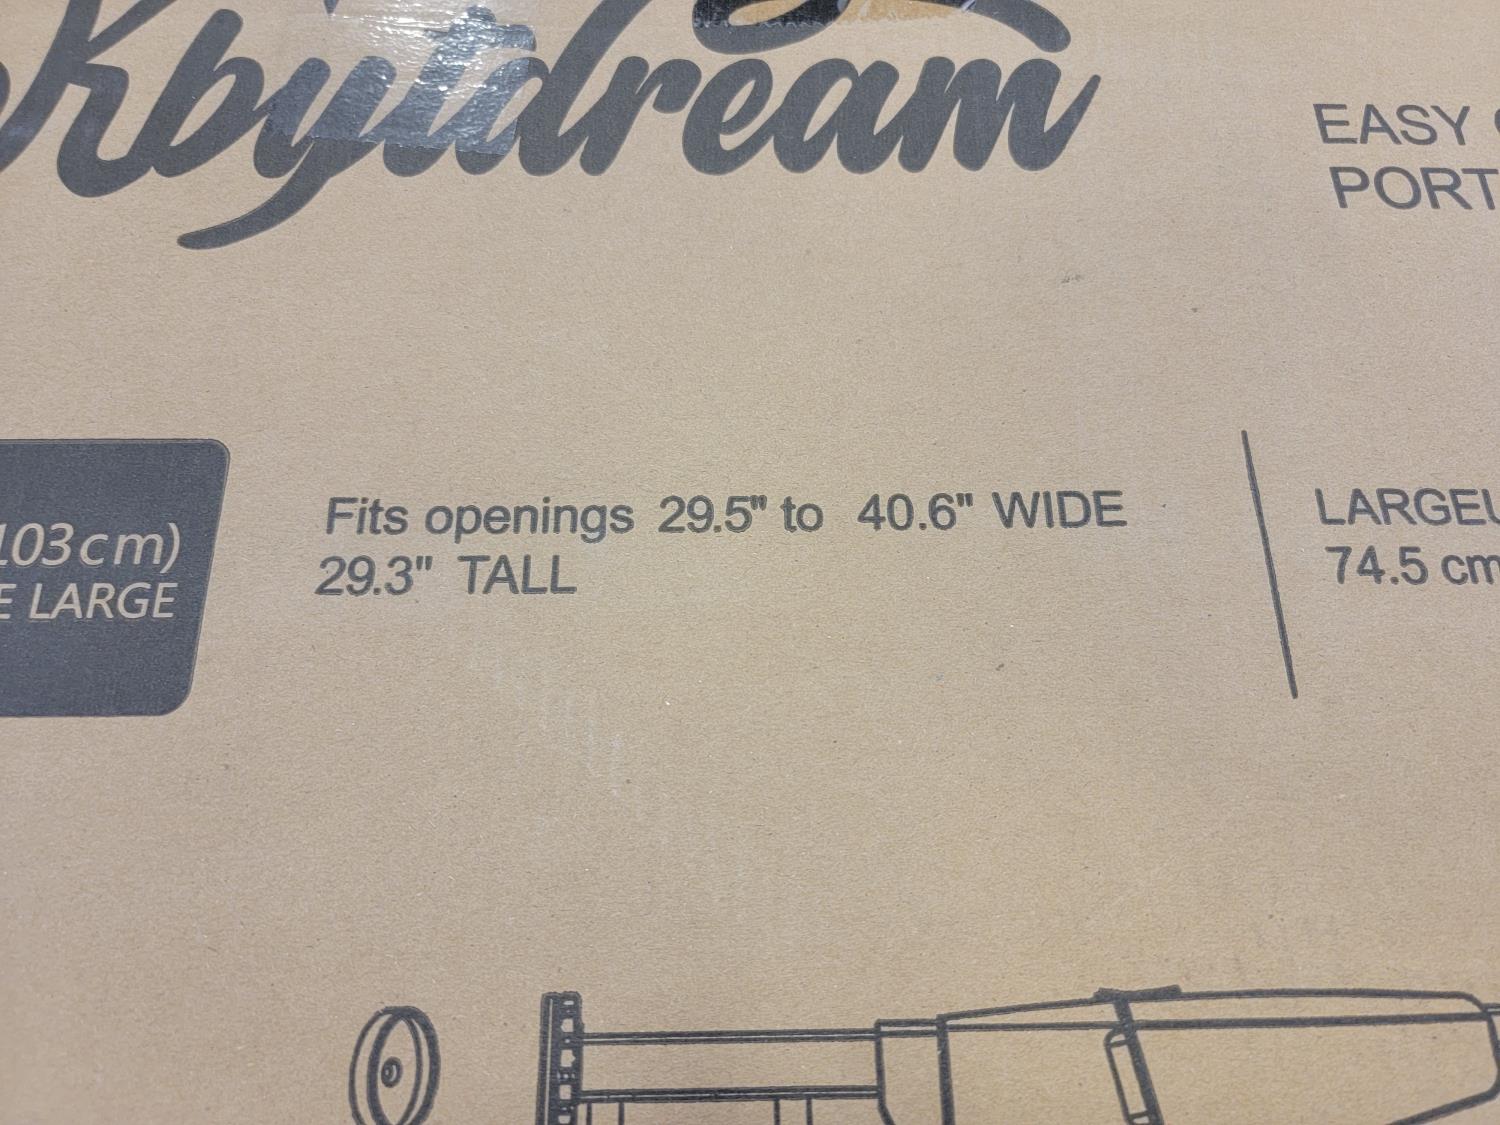 Kbytdream
EASY
PORT
103cm)
E LARGE
Fits openings 29.5" to 40.6" WIDE
29.3" TALL
LARGEU
74.5 cm